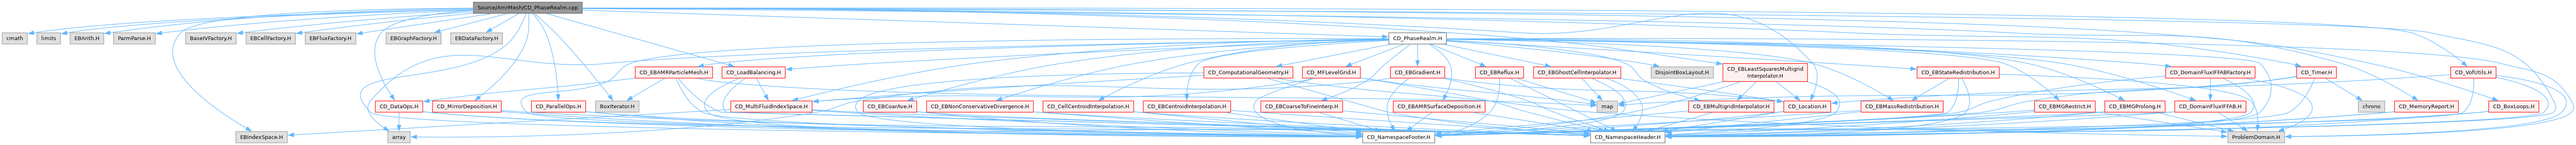 Source/AmrMesh/CD_PhaseRealm.cpp
cmath
limits
EBArith.H
ParmParse.H
BaseIVFactory.H
EBCellFactory.H
EBFluxFactory.H
EBGraphFactory.H
EBDataFactory.H
CD_PhaseRealm.H
CD_EBAMRParticleMesh.H
CD_LoadBalancing.H
CD_ComputationalGeometry.H
CD_MFLevelGrid.H
CD_EBGradient.H
CD_EBReflux.H
CD_EBGhostCellInterpolator.H
DisjointBoxLayout.H
CD_EBLeastSquaresMultigrid
Interpolator.H
CD_EBStateRedistribution.H
CD_DomainFluxIFFABFactory.H
CD_Timer.H
CD_VofUtils.H
CD_DataOps.H
CD_MirrorDeposition.H
CD_ParallelOps.H
BoxIterator.H
CD_MultiFluidIndexSpace.H
CD_EBCoarAve.H
CD_EBNonConservativeDivergence.H
CD_CellCentroidInterpolation.H
CD_EBCentroidInterpolation.H
CD_EBCoarseToFineInterp.H
CD_EBAMRSurfaceDeposition.H
map
CD_EBMultigridInterpolator.H
CD_Location.H
CD_EBMassRedistribution.H
CD_EBMGRestrict.H
CD_EBMGProlong.H
CD_DomainFluxIFFAB.H
chrono
CD_MemoryReport.H
CD_BoxLoops.H
EBIndexSpace.H
array
CD_NamespaceFooter.H
CD_NamespaceHeader.H
ProblemDomain.H